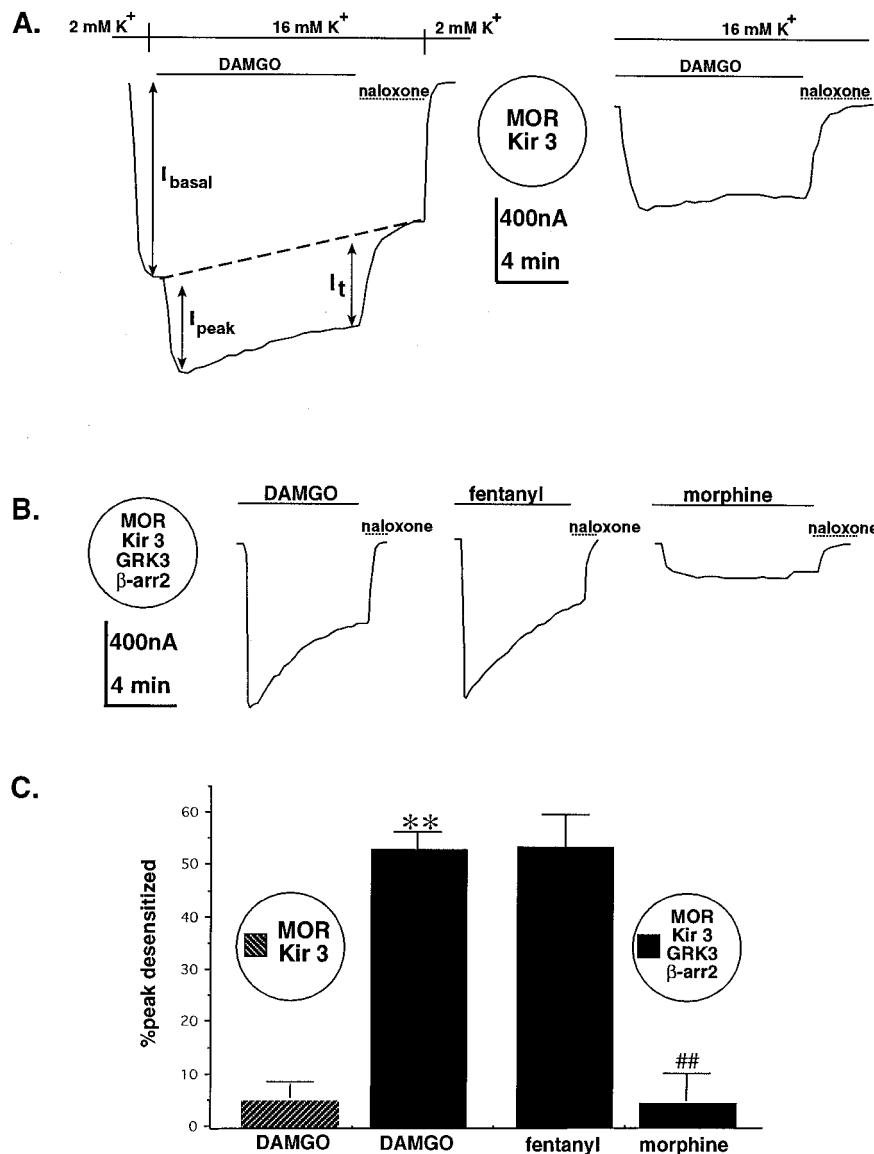 A.
2 mM K+ 16 mM K+ 2 mM K+
16 mM K+
DAMGO
naloxone
DAMGO
naloxone
MOR
Kir 3
Ibasal
Ipeak
It
400nA
4 min
B.
MOR
Kir 3
GRK3
β-arr2
400nA
4 min
DAMGO
naloxone
fentanyl
naloxone
morphine
naloxone
C.
%peak desensitized
60
50
40
30
20
10
0
**
##
MOR
Kir 3
MOR
Kir 3
GRK3
β-arr2
DAMGO DAMGO fentanyl morphine